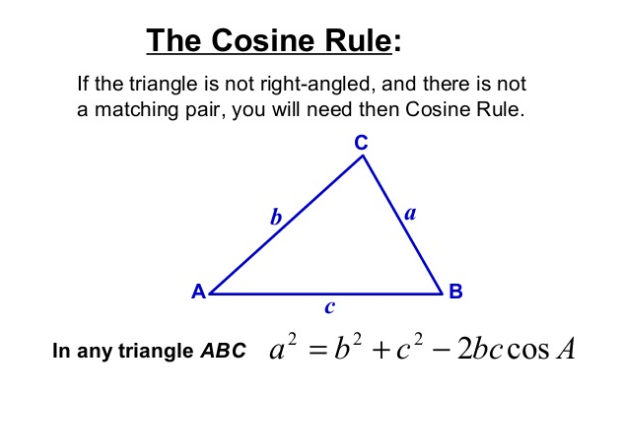 The Cosine Rule:
If the triangle is not right-angled, and there is not
a matching pair, you will need then Cosine Rule.
C
b
a
A
B
c
In any triangle ABC a² = b² + c² − 2bc cos A